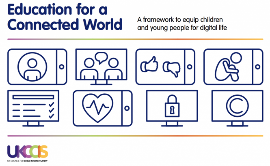 Education for a
Connected World
A framework to equip children
and young people for digital life
UKCIS